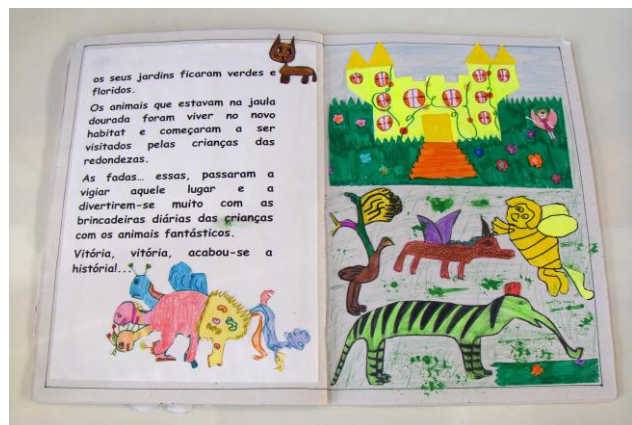 os seus jardins ficaram verdes e
floridos.
Os animais que estavam na jaula
dourada foram viver no novo
habitat e começaram a ser
visitados pelas crianças das
redondezas.
As fadas... essas, passaram a
vigiar aquele lugar e a
divertirem-se muito com as
brincadeiras diárias das crianças
com os animais fantásticos.
Vitória, vitória, acabou-se a
história!...